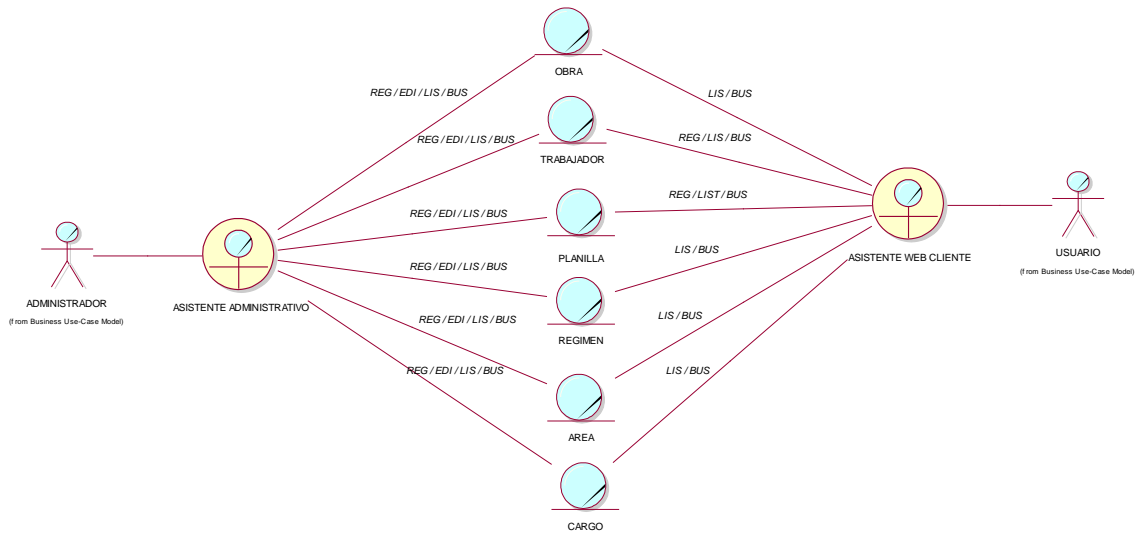 OBRA
REG / EDI / LIS / BUS
LIS / BUS
REG / EDI / LIS / BUS
REG / LIS / BUS
TRABAJADOR
REG / EDI / LIS / BUS
REG / LIST / BUS
PLANILLA
ASISTENTE WEB CLIENTE
USUARIO
(from Business Use-Case Model)
REG / EDI / LIS / BUS
LIS / BUS
ADMINISTRADOR
(from Business Use-Case Model)
ASISTENTE ADMINISTRATIVO
REGIMEN
REG / EDI / LIS / BUS
LIS / BUS
REG / EDI / LIS / BUS
LIS / BUS
AREA
CARGO